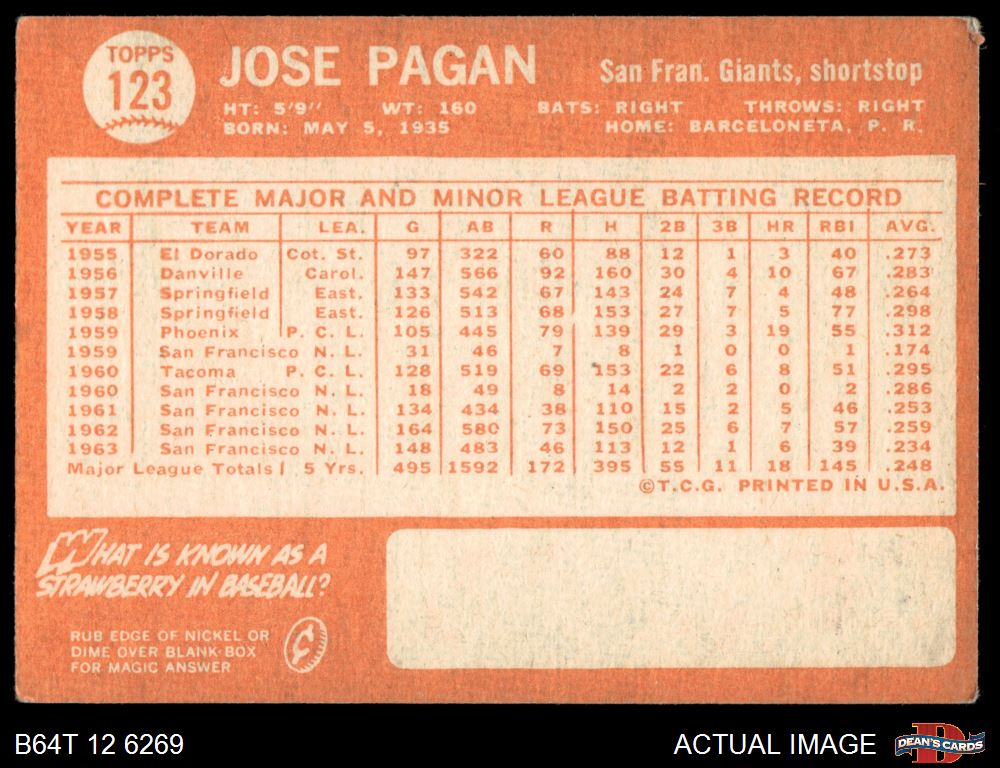 TOPPS
123
JOSE PAGAN
San Fran. Giants, shortstop
HT: 5'9" WT: 160 BATS: RIGHT THROWS: RIGHT
BORN: MAY 5, 1935 HOME: BARCELONETA, P. R.
COMPLETE MAJOR AND MINOR LEAGUE BATTING RECORD
YEAR TEAM LEA. G AB R H 2B 3B HR RBI AVG.
1955 El Dorado Cot. St. 97 322 60 88 12 1 3 40 .273
1956 Danville Carol. 147 566 92 160 30 4 10 67 .283
1957 Springfield East. 133 542 67 143 24 7 4 48 .264
1958 Springfield East. 126 513 68 153 27 7 5 77 .298
1959 Phoenix P. C. L. 105 445 79 139 29 3 19 55 .312
1959 San Francisco N. L. 31 46 7 8 1 0 0 1 .174
1960 Tacoma P. C. L. 128 519 69 153 22 6 8 51 .295
1960 San Francisco N. L. 18 49 8 14 2 2 0 2 .286
1961 San Francisco N. L. 134 434 38 110 15 2 5 46 .253
1962 San Francisco N. L. 164 580 73 150 25 6 7 57 .259
1963 San Francisco N. L. 148 483 46 113 12 1 6 39 .234
Major League Totals 5 Yrs. 495 1592 172 395 55 11 18 145 .248
©T.C.G. PRINTED IN U.S.A.
WHAT IS KNOWN AS A
STRAWBERRY IN BASEBALL?
RUB EDGE OF NICKEL OR
DIME OVER BLANK BOX
FOR MAGIC ANSWER
B64T 12 6269
ACTUAL IMAGE
DEAN'S CARDS